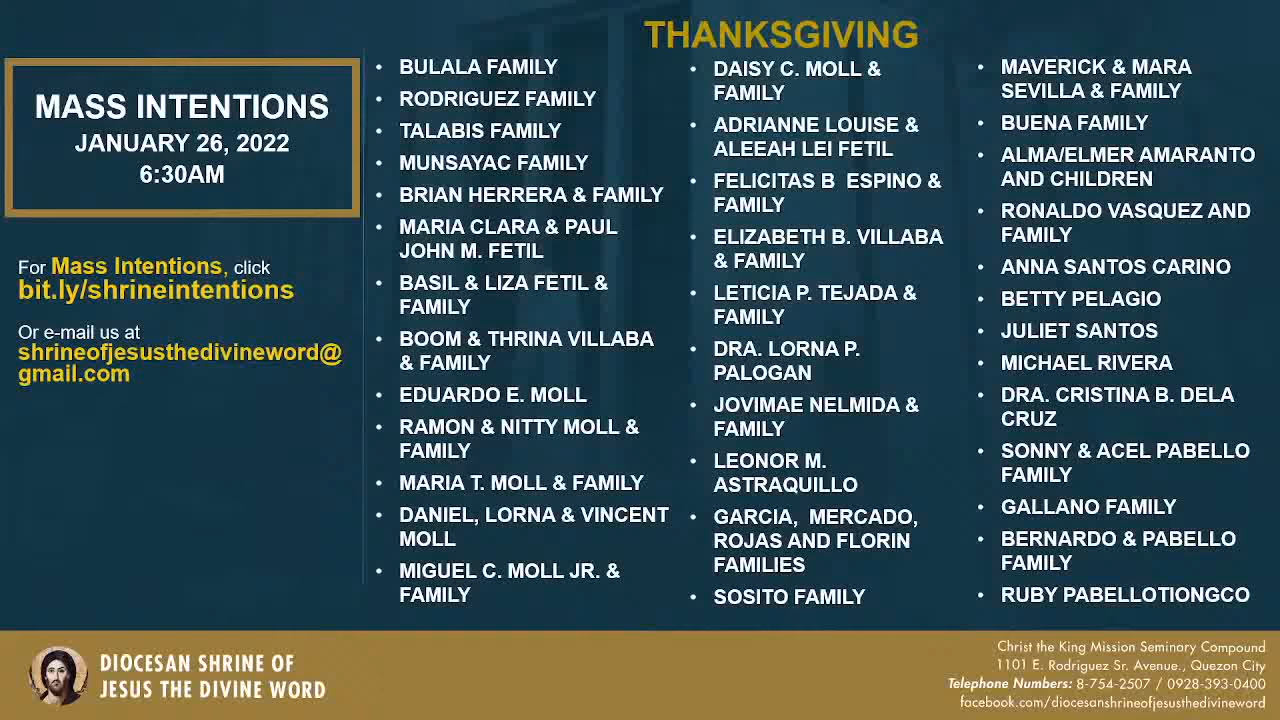 THANKSGIVING
MASS INTENTIONS
JANUARY 26, 2022
6:30AM
For Mass Intentions, click
bit.ly/shrineintentions
Or e-mail us at
shrineofjesusthedivineword@
gmail.com
• BULALA FAMILY
• RODRIGUEZ FAMILY
• TALABIS FAMILY
• MUNSAYAC FAMILY
• BRIAN HERRERA & FAMILY
• MARIA CLARA & PAUL
JOHN M. FETIL
• BASIL & LIZA FETIL &
FAMILY
• BOOM & THRINA VILLABA
& FAMILY
• EDUARDO E. MOLL
• RAMON & NITTY MOLL &
FAMILY
• MARIA T. MOLL & FAMILY
• DANIEL, LORNA & VINCENT
MOLL
• MIGUEL C. MOLL JR. &
FAMILY
• DAISY C. MOLL &
FAMILY
• ADRIANNE LOUISE &
ALEEAH LEI FETIL
• FELICITAS B ESPINO &
FAMILY
• ELIZABETH B. VILLABA
& FAMILY
• LETICIA P. TEJADA &
FAMILY
• DRA. LORNA P.
PALOGAN
• JOVIMAE NELMIDA &
FAMILY
• LEONOR M.
ASTRAQUILLO
• GARCIA, MERCADO,
ROJAS AND FLORIN
FAMILIES
• SOSITO FAMILY
• MAVERICK & MARA
SEVILLA & FAMILY
• BUENA FAMILY
• ALMA/ELMER AMARANTO
AND CHILDREN
• RONALDO VASQUEZ AND
FAMILY
• ANNA SANTOS CARINO
• BETTY PELAGIO
• JULIET SANTOS
• MICHAEL RIVERA
• DRA. CRISTINA B. DELA
CRUZ
• SONNY & ACEL PABELLO
FAMILY
• GALLANO FAMILY
• BERNARDO & PABELLO
FAMILY
• RUBY PABELLOTIONGCO
DIOCESAN SHRINE OF
JESUS THE DIVINE WORD
Christ the King Mission Seminary Compound
1101 E. Rodriguez Sr. Avenue., Quezon City
Telephone Numbers: 8-754-2507 / 0928-393-0400
facebook.com/diocesanshrineofjesusthedivineword